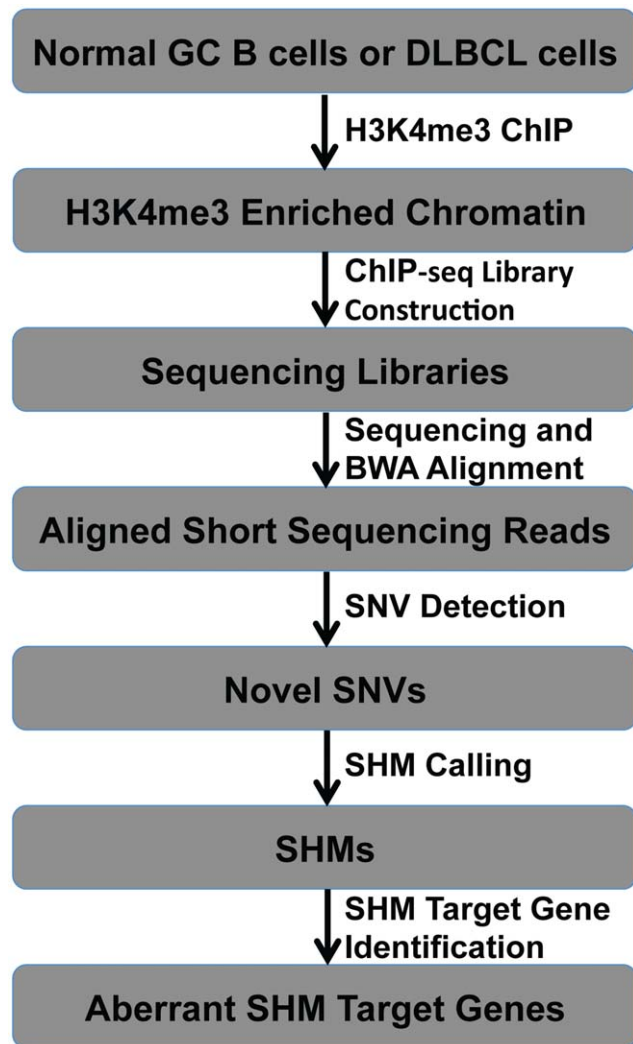 Normal GC B cells or DLBCL cells
H3K4me3 ChIP
H3K4me3 Enriched Chromatin
ChIP-seq Library
Construction
Sequencing Libraries
Sequencing and
BWA Alignment
Aligned Short Sequencing Reads
SNV Detection
Novel SNVs
SHM Calling
SHMs
SHM Target Gene
Identification
Aberrant SHM Target Genes